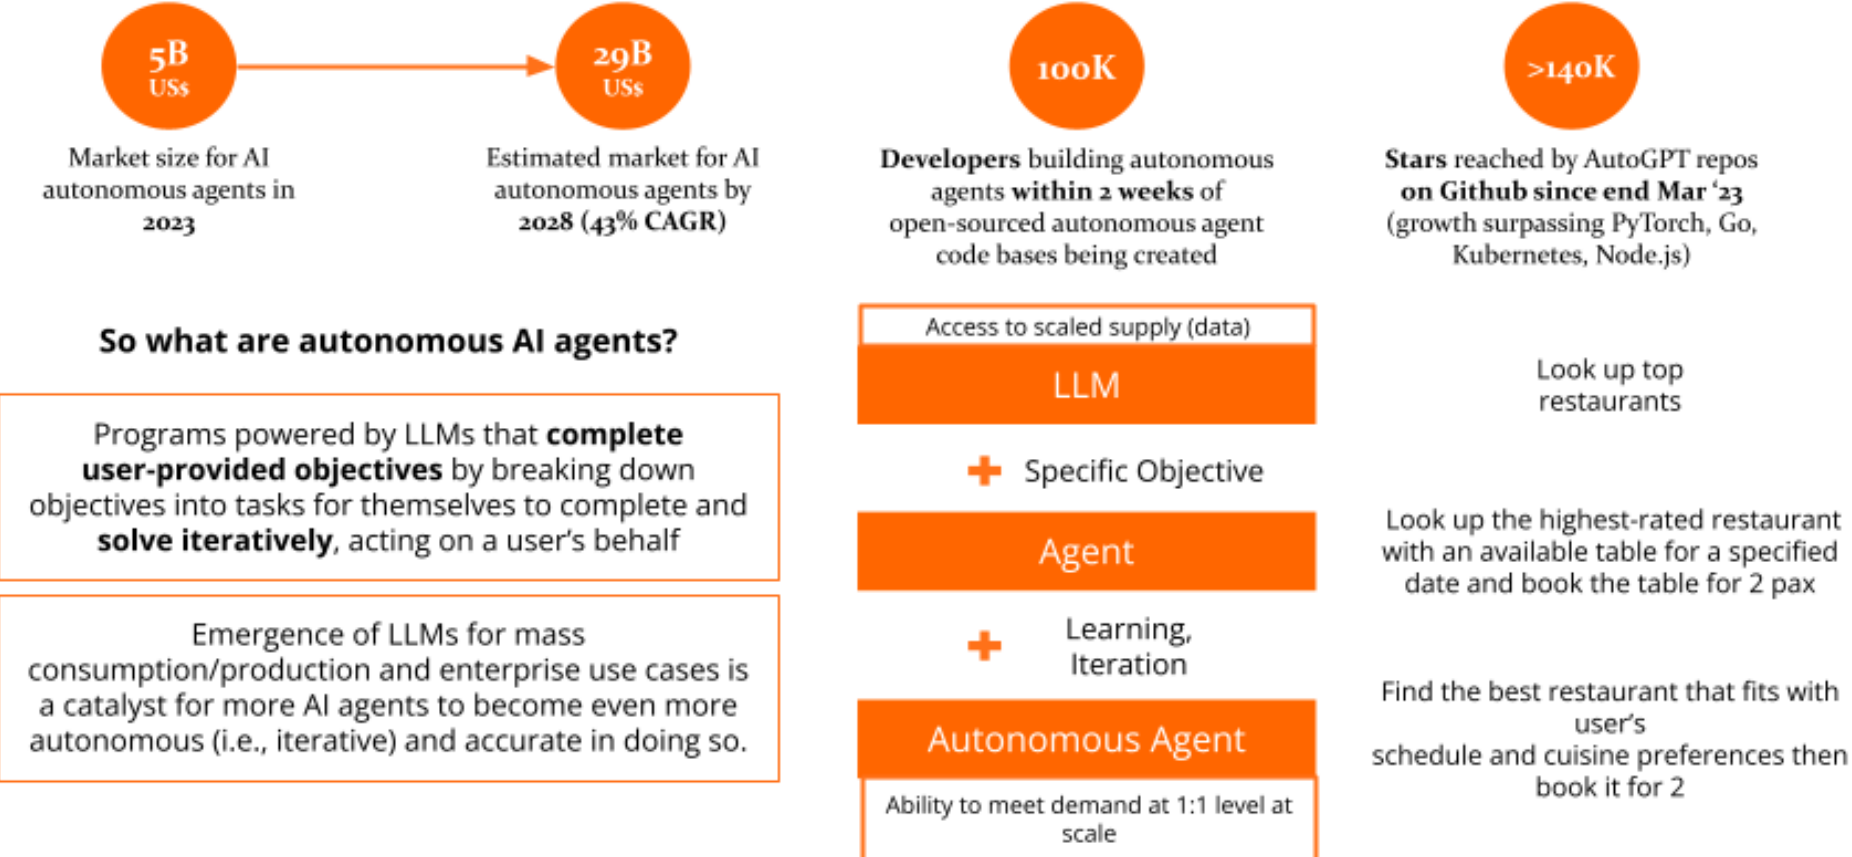 5B
US$
Market size for AI
autonomous agents in
2023
29B
US$
Estimated market for AI
autonomous agents by
2028 (43% CAGR)
100K
Developers building autonomous
agents within 2 weeks of
open-sourced autonomous agent
code bases being created
>140K
Stars reached by AutoGPT repos
on Github since end Mar ‘23
(growth surpassing PyTorch, Go,
Kubernetes, Node.js)
So what are autonomous AI agents?
Programs powered by LLMs that complete
user-provided objectives by breaking down
objectives into tasks for themselves to complete and
solve iteratively, acting on a user’s behalf
Emergence of LLMs for mass
consumption/production and enterprise use cases is
a catalyst for more AI agents to become even more
autonomous (i.e., iterative) and accurate in doing so.
Access to scaled supply (data)
LLM
Specific Objective
Agent
Learning,
Iteration
Autonomous Agent
Ability to meet demand at 1:1 level at
scale
Look up top
restaurants
Look up the highest-rated restaurant
with an available table for a specified
date and book the table for 2 pax
Find the best restaurant that fits with
user’s
schedule and cuisine preferences then
book it for 2